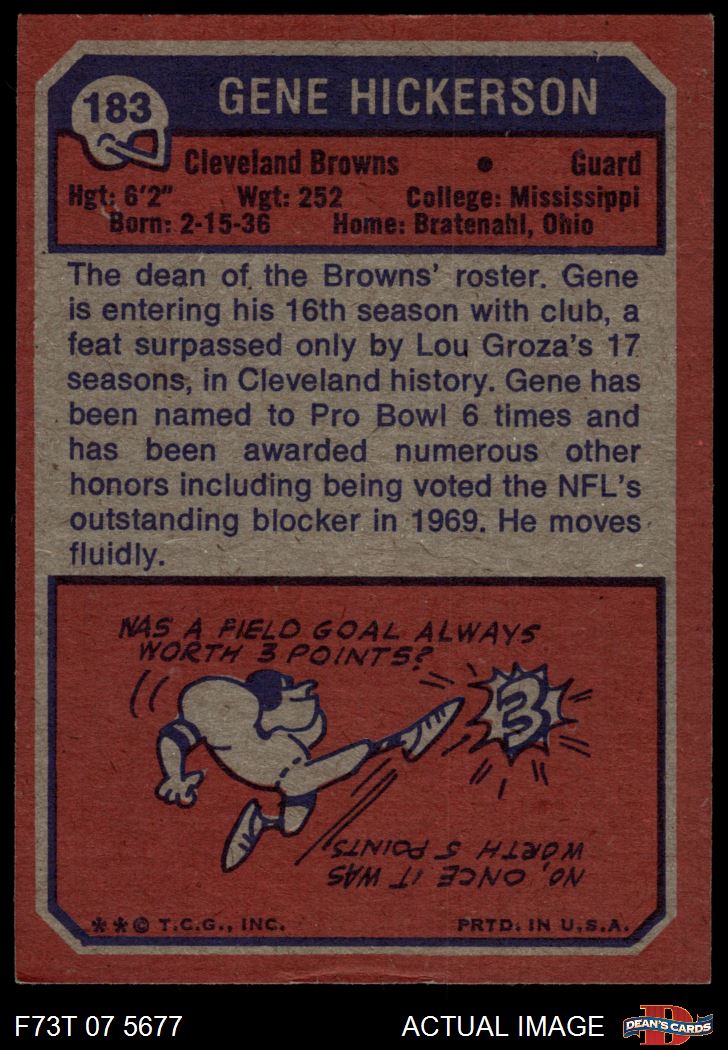 183
GENE HICKERSON
Cleveland Browns • Guard
Hgt: 6'2" Wgt: 252 College: Mississippi
Born: 2-15-36 Home: Bratenahl, Ohio
The dean of the Browns' roster. Gene
is entering his 16th season with club, a
feat surpassed only by Lou Groza's 17
seasons, in Cleveland history. Gene has
been named to Pro Bowl 6 times and
has been awarded numerous other
honors including being voted the NFL's
outstanding blocker in 1969. He moves
fluidly.
WAS A FIELD GOAL ALWAYS
WORTH 3 POINTS?
3
NO, ONCE IT WAS
WORTH 5 POINTS
**© T.C.G., INC. PRTD. IN U.S.A.
F73T 07 5677 ACTUAL IMAGE
D
DEAN'S CARDS